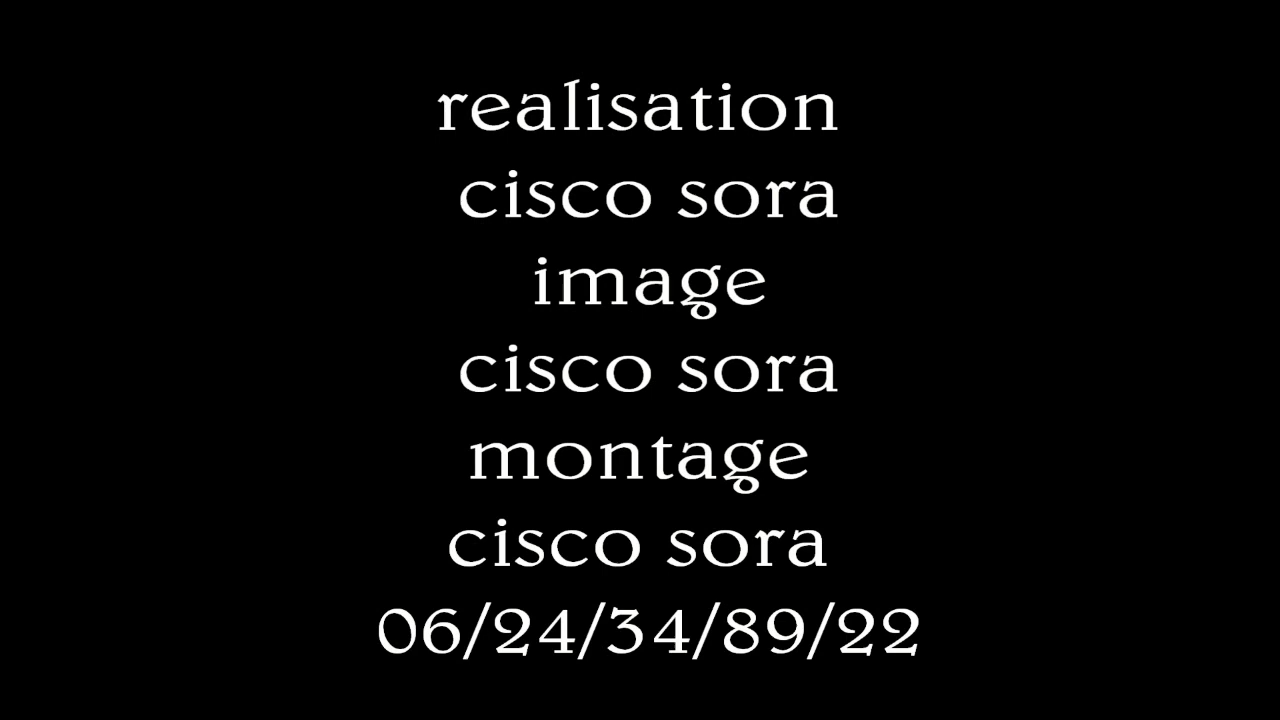 realisation
cisco sora
image
cisco sora
montage
cisco sora
06/24/34/89/22